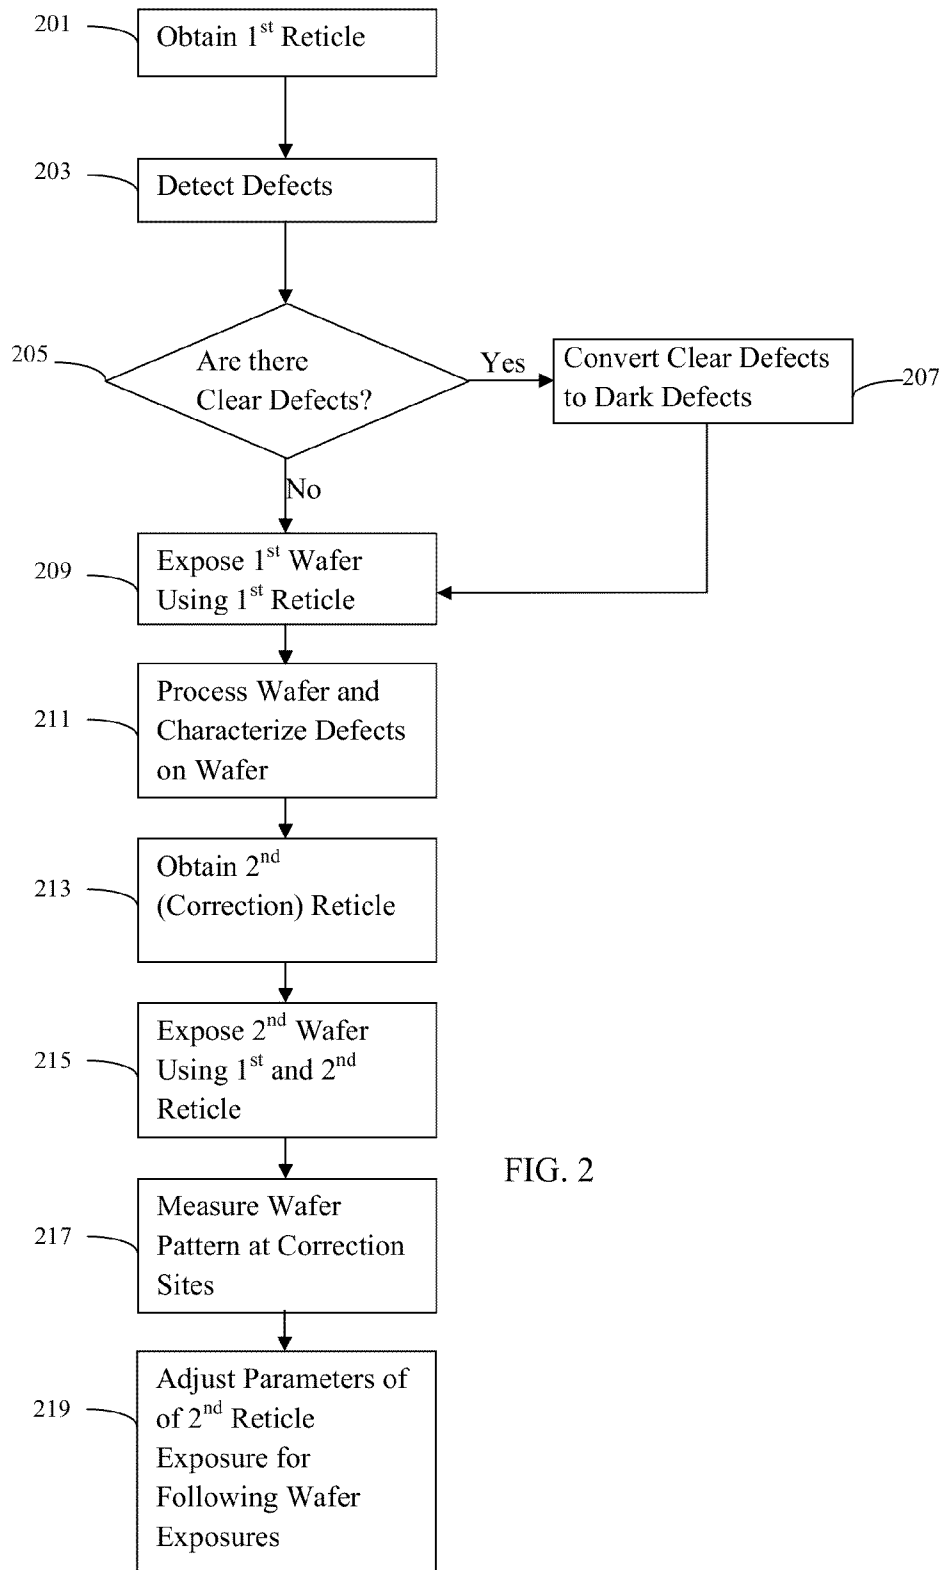 201
Obtain 1st Reticle
203
Detect Defects
205
Are there
Clear Defects?
Yes
Convert Clear Defects
to Dark Defects
207
No
209
Expose 1st Wafer
Using 1st Reticle
211
Process Wafer and
Characterize Defects
on Wafer
213
Obtain 2nd
(Correction) Reticle
215
Expose 2nd Wafer
Using 1st and 2nd
Reticle
FIG. 2
217
Measure Wafer
Pattern at Correction
Sites
219
Adjust Parameters of
of 2nd Reticle
Exposure for
Following Wafer
Exposures